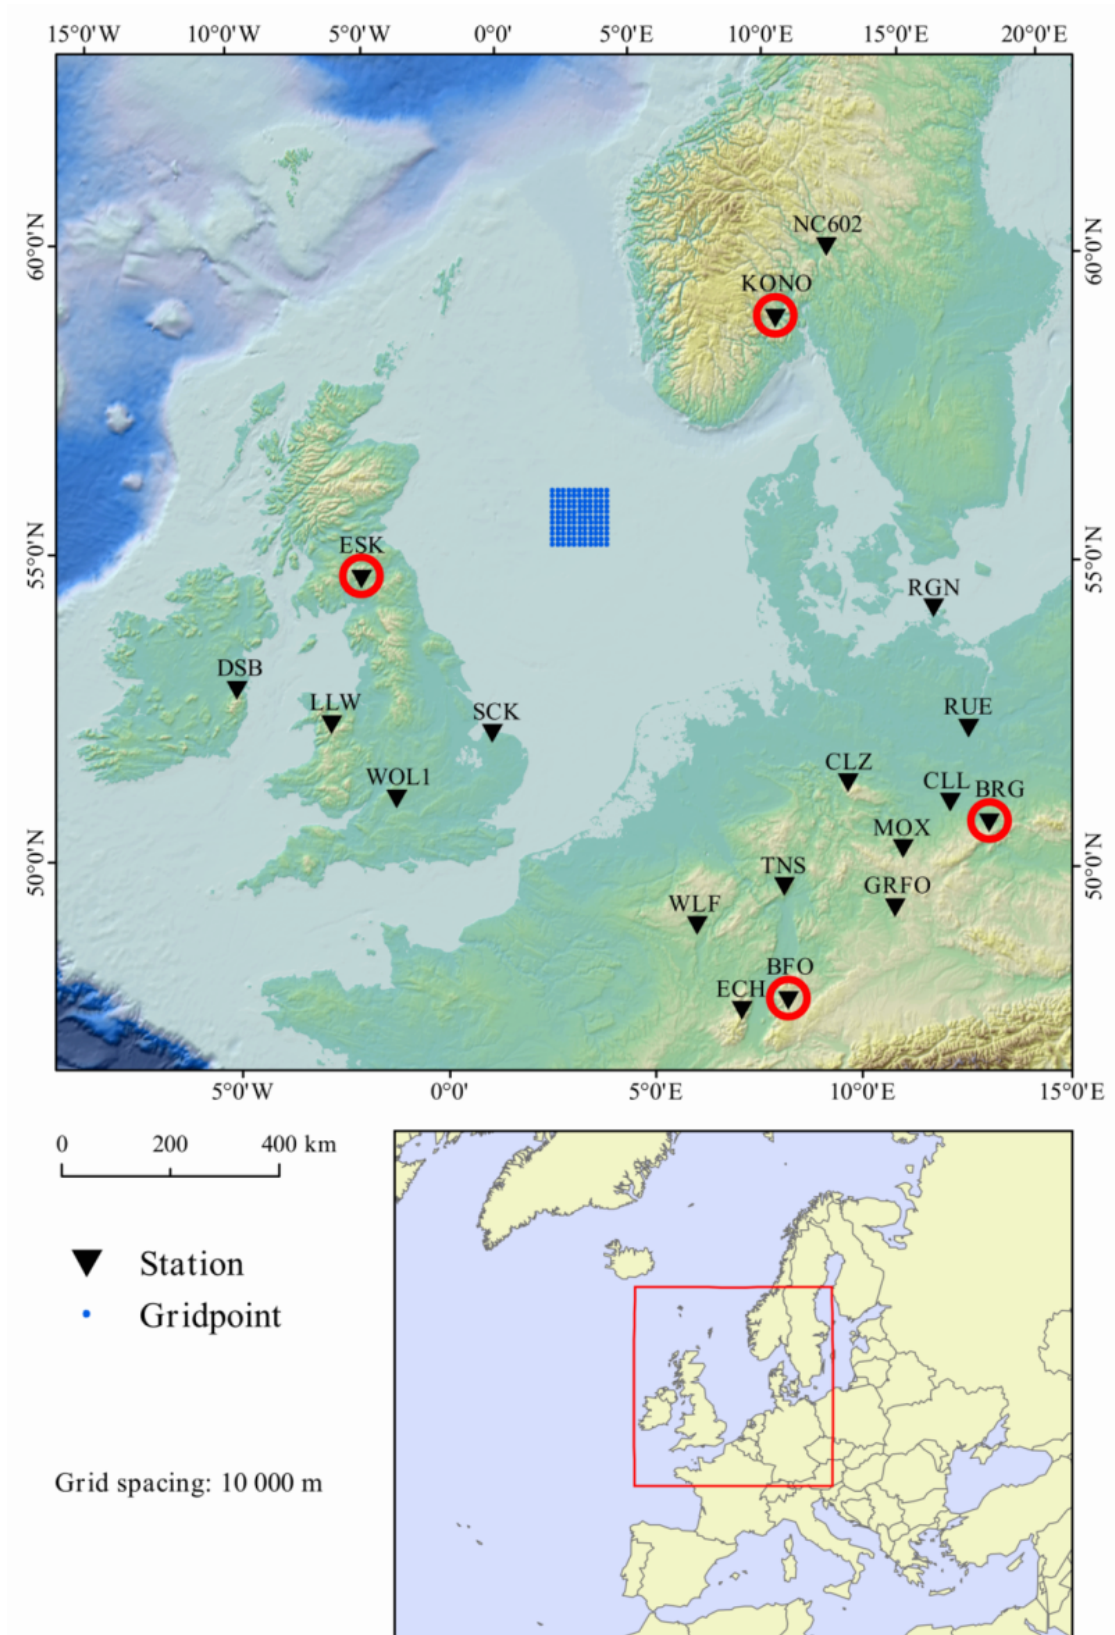 15°0'W 10°0'W 5°0'W 0°0' 5°0'E 10°0'E 15°0'E 20°0'E
NC602
60°0'N 60°0'N
KONO
ESK
55°0'N 55°0'N
RGN
DSB
LLW
SCK
RUE
WOL1
CLZ
CLL BRG
MOX
50°0'N 50°0'N
TNS
GRFO
WLF
BFO
ECH
5°0'W 0°0' 5°0'E 10°0'E 15°0'E
0 200 400 km
Station
Gridpoint
Grid spacing: 10 000 m